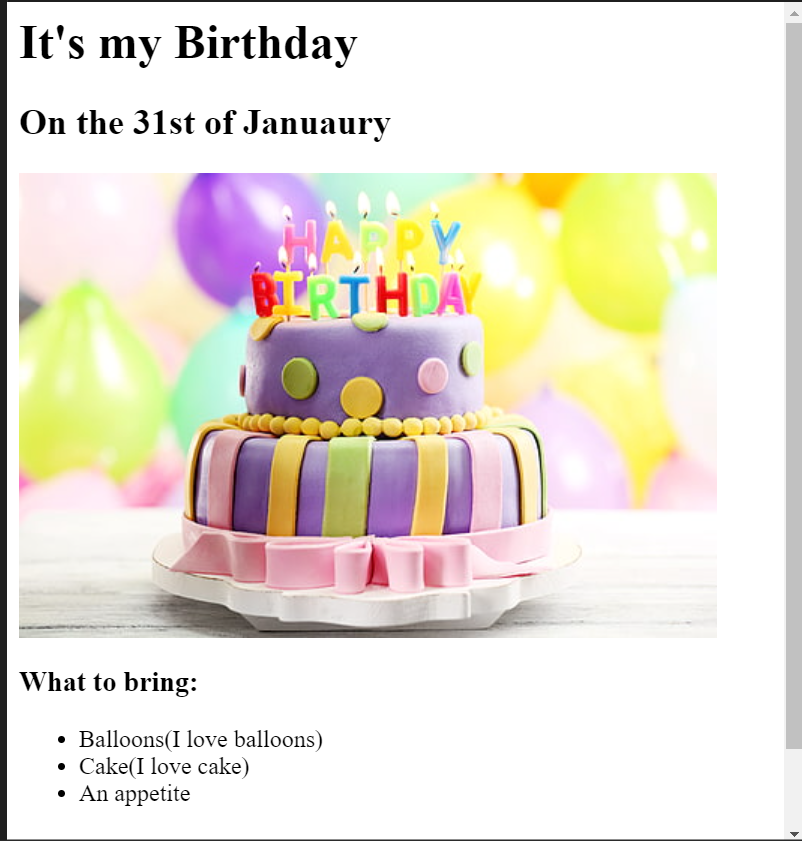 It's my Birthday
On the 31st of Januaury
HAPPY
BIRTHDAY
What to bring:
Balloons(I love balloons)
Cake(I love cake)
An appetite